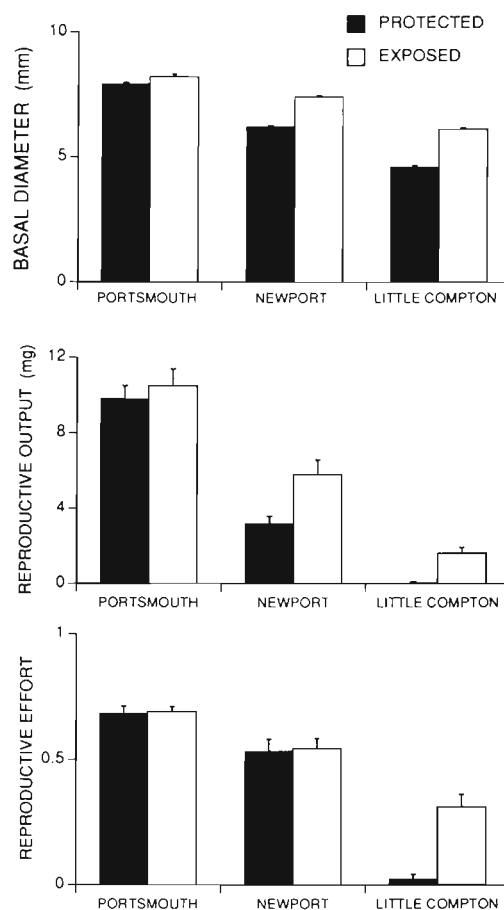 PROTECTED
EXPOSED
BASAL DIAMETER (mm)
10
5
0
PORTSMOUTH NEWPORT LITTLE COMPTON
REPRODUCTIVE OUTPUT (mg)
12
8
4
0
PORTSMOUTH NEWPORT LITTLE COMPTON
REPRODUCTIVE EFFORT
1
0.5
0
PORTSMOUTH NEWPORT LITTLE COMPTON